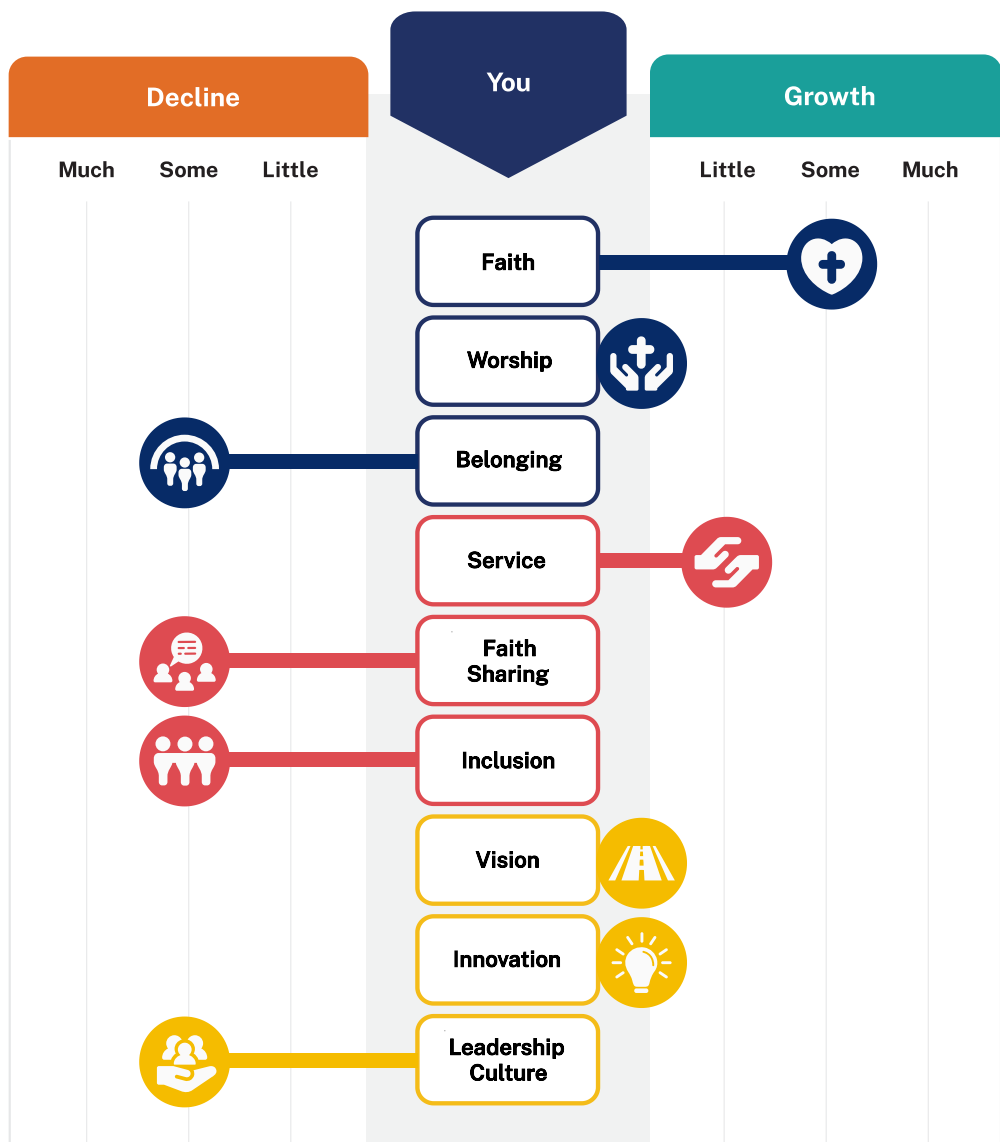 You
Decline
Growth
Much Some Little
Little Some Much
Faith
Worship
Belonging
Service
Faith
Sharing
Inclusion
Vision
Innovation
Leadership
Culture